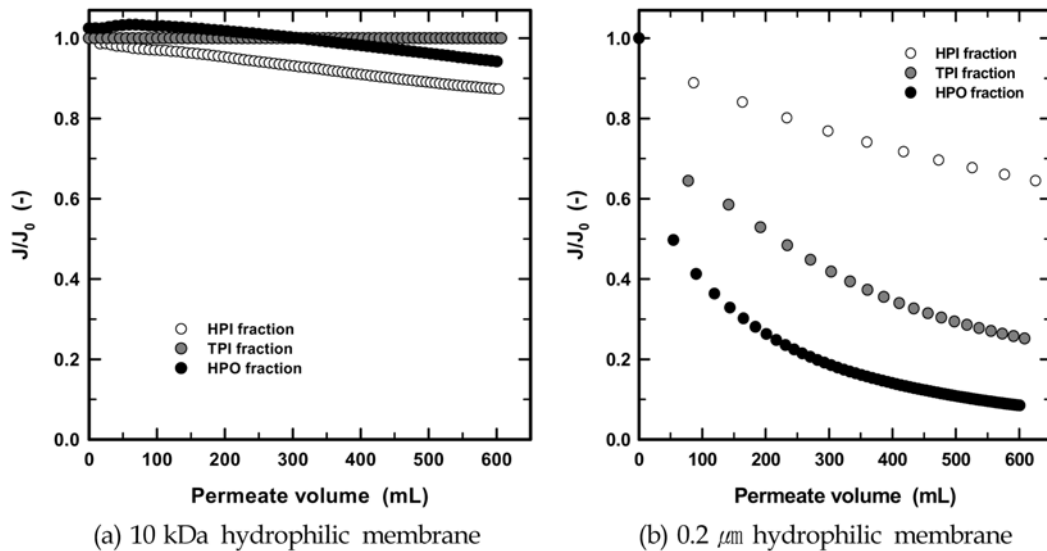 1.0
0.8
0.6
0.4
0.2
0.0
J/J₀ (-)
HPI fraction
TPI fraction
HPO fraction
0 100 200 300 400 500 600
Permeate volume (mL)
(a) 10 kDa hydrophilic membrane
1.0
0.8
0.6
0.4
0.2
0.0
J/J₀ (-)
HPI fraction
TPI fraction
HPO fraction
0 100 200 300 400 500 600
Permeate volume (mL)
(b) 0.2 ㎛ hydrophilic membrane